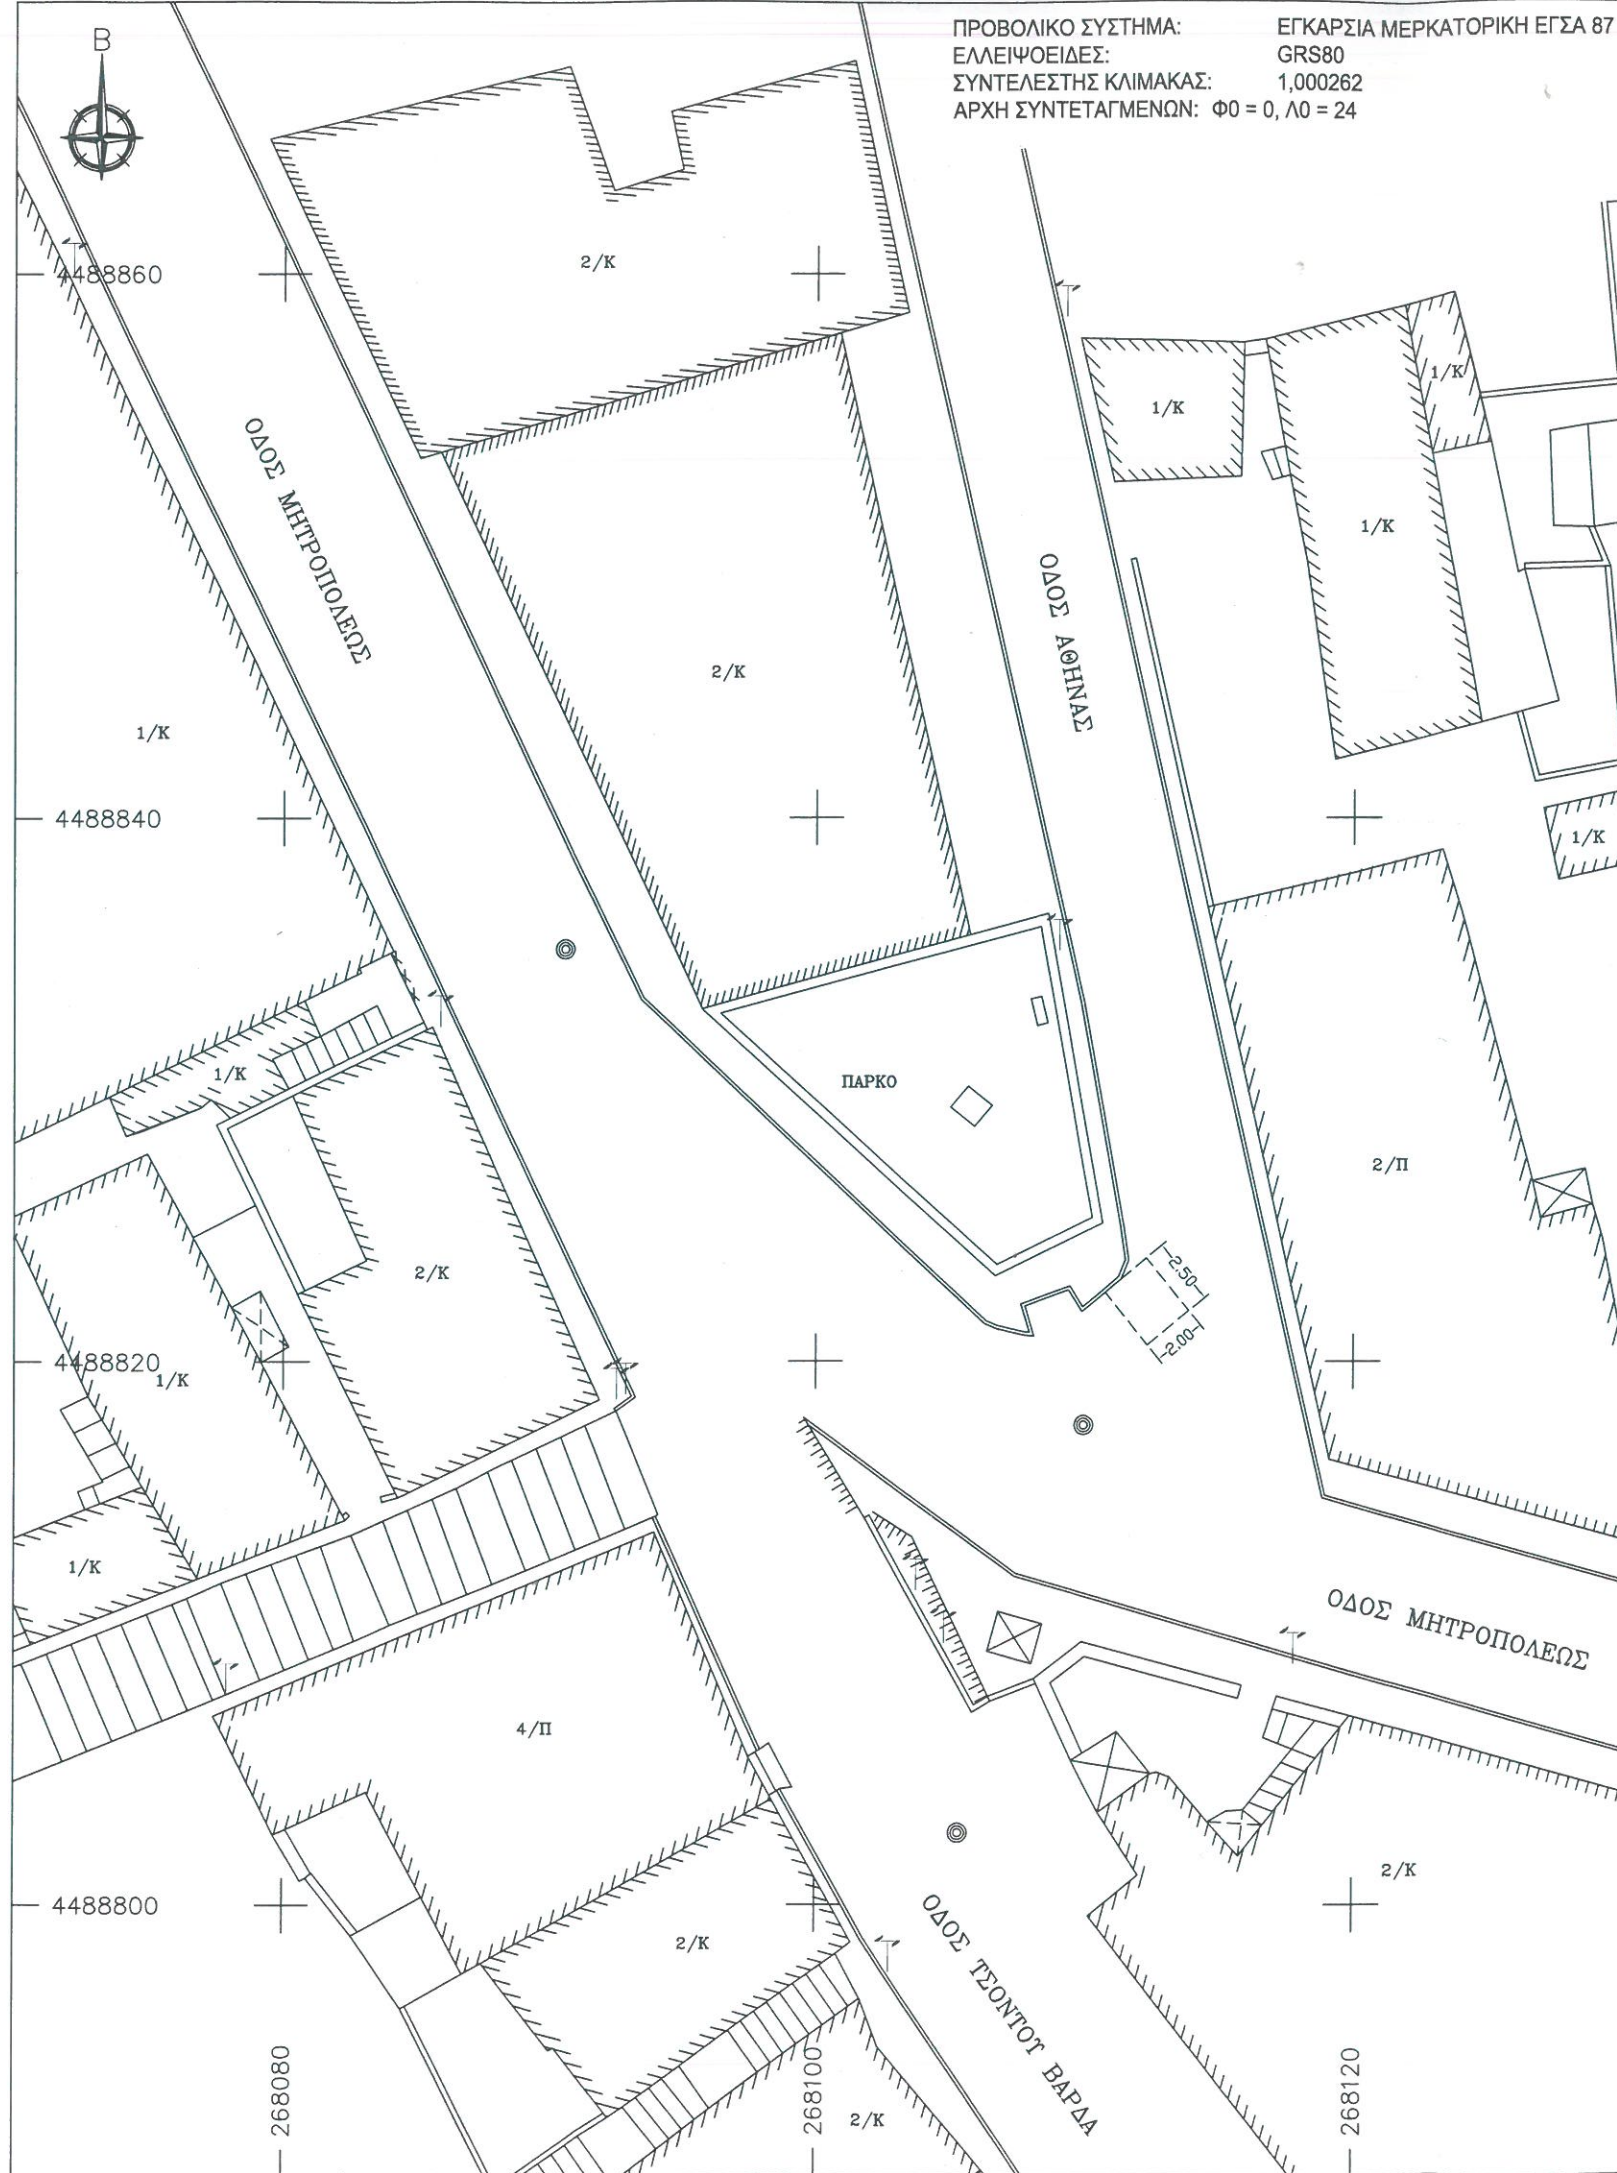 ΠΡΟΒΟΛΙΚΟ ΣΥΣΤΗΜΑ: ΕΓΚΑΡΣΙΑ ΜΕΡΚΑΤΟΡΙΚΗ ΕΓΣΑ 87
ΕΛΛΕΙΨΟΕΙΔΕΣ: GRS80
ΣΥΝΤΕΛΕΣΤΗΣ ΚΛΙΜΑΚΑΣ: 1,000262
ΑΡΧΗ ΣΥΝΤΕΤΑΓΜΕΝΩΝ: Φ0 = 0, Λ0 = 24
Β
2/Κ
4488860
1/Κ
1/Κ
ΟΔΟΣ ΜΗΤΡΟΠΟΛΕΩΣ
1/Κ
ΟΔΟΣ ΑΘΗΝΑΣ
2/Κ
1/Κ
4488840
1/Κ
1/Κ
ΠΑΡΚΟ
2/Π
2/Κ
2.50
2.00
4488820
1/Κ
1/Κ
ΟΔΟΣ ΜΗΤΡΟΠΟΛΕΩΣ
4/Π
2/Κ
4488800
2/Κ
ΟΔΟΣ ΤΣΟΝΤΟΥ ΒΑΡΔΑ
268080
268100
268120
2/Κ